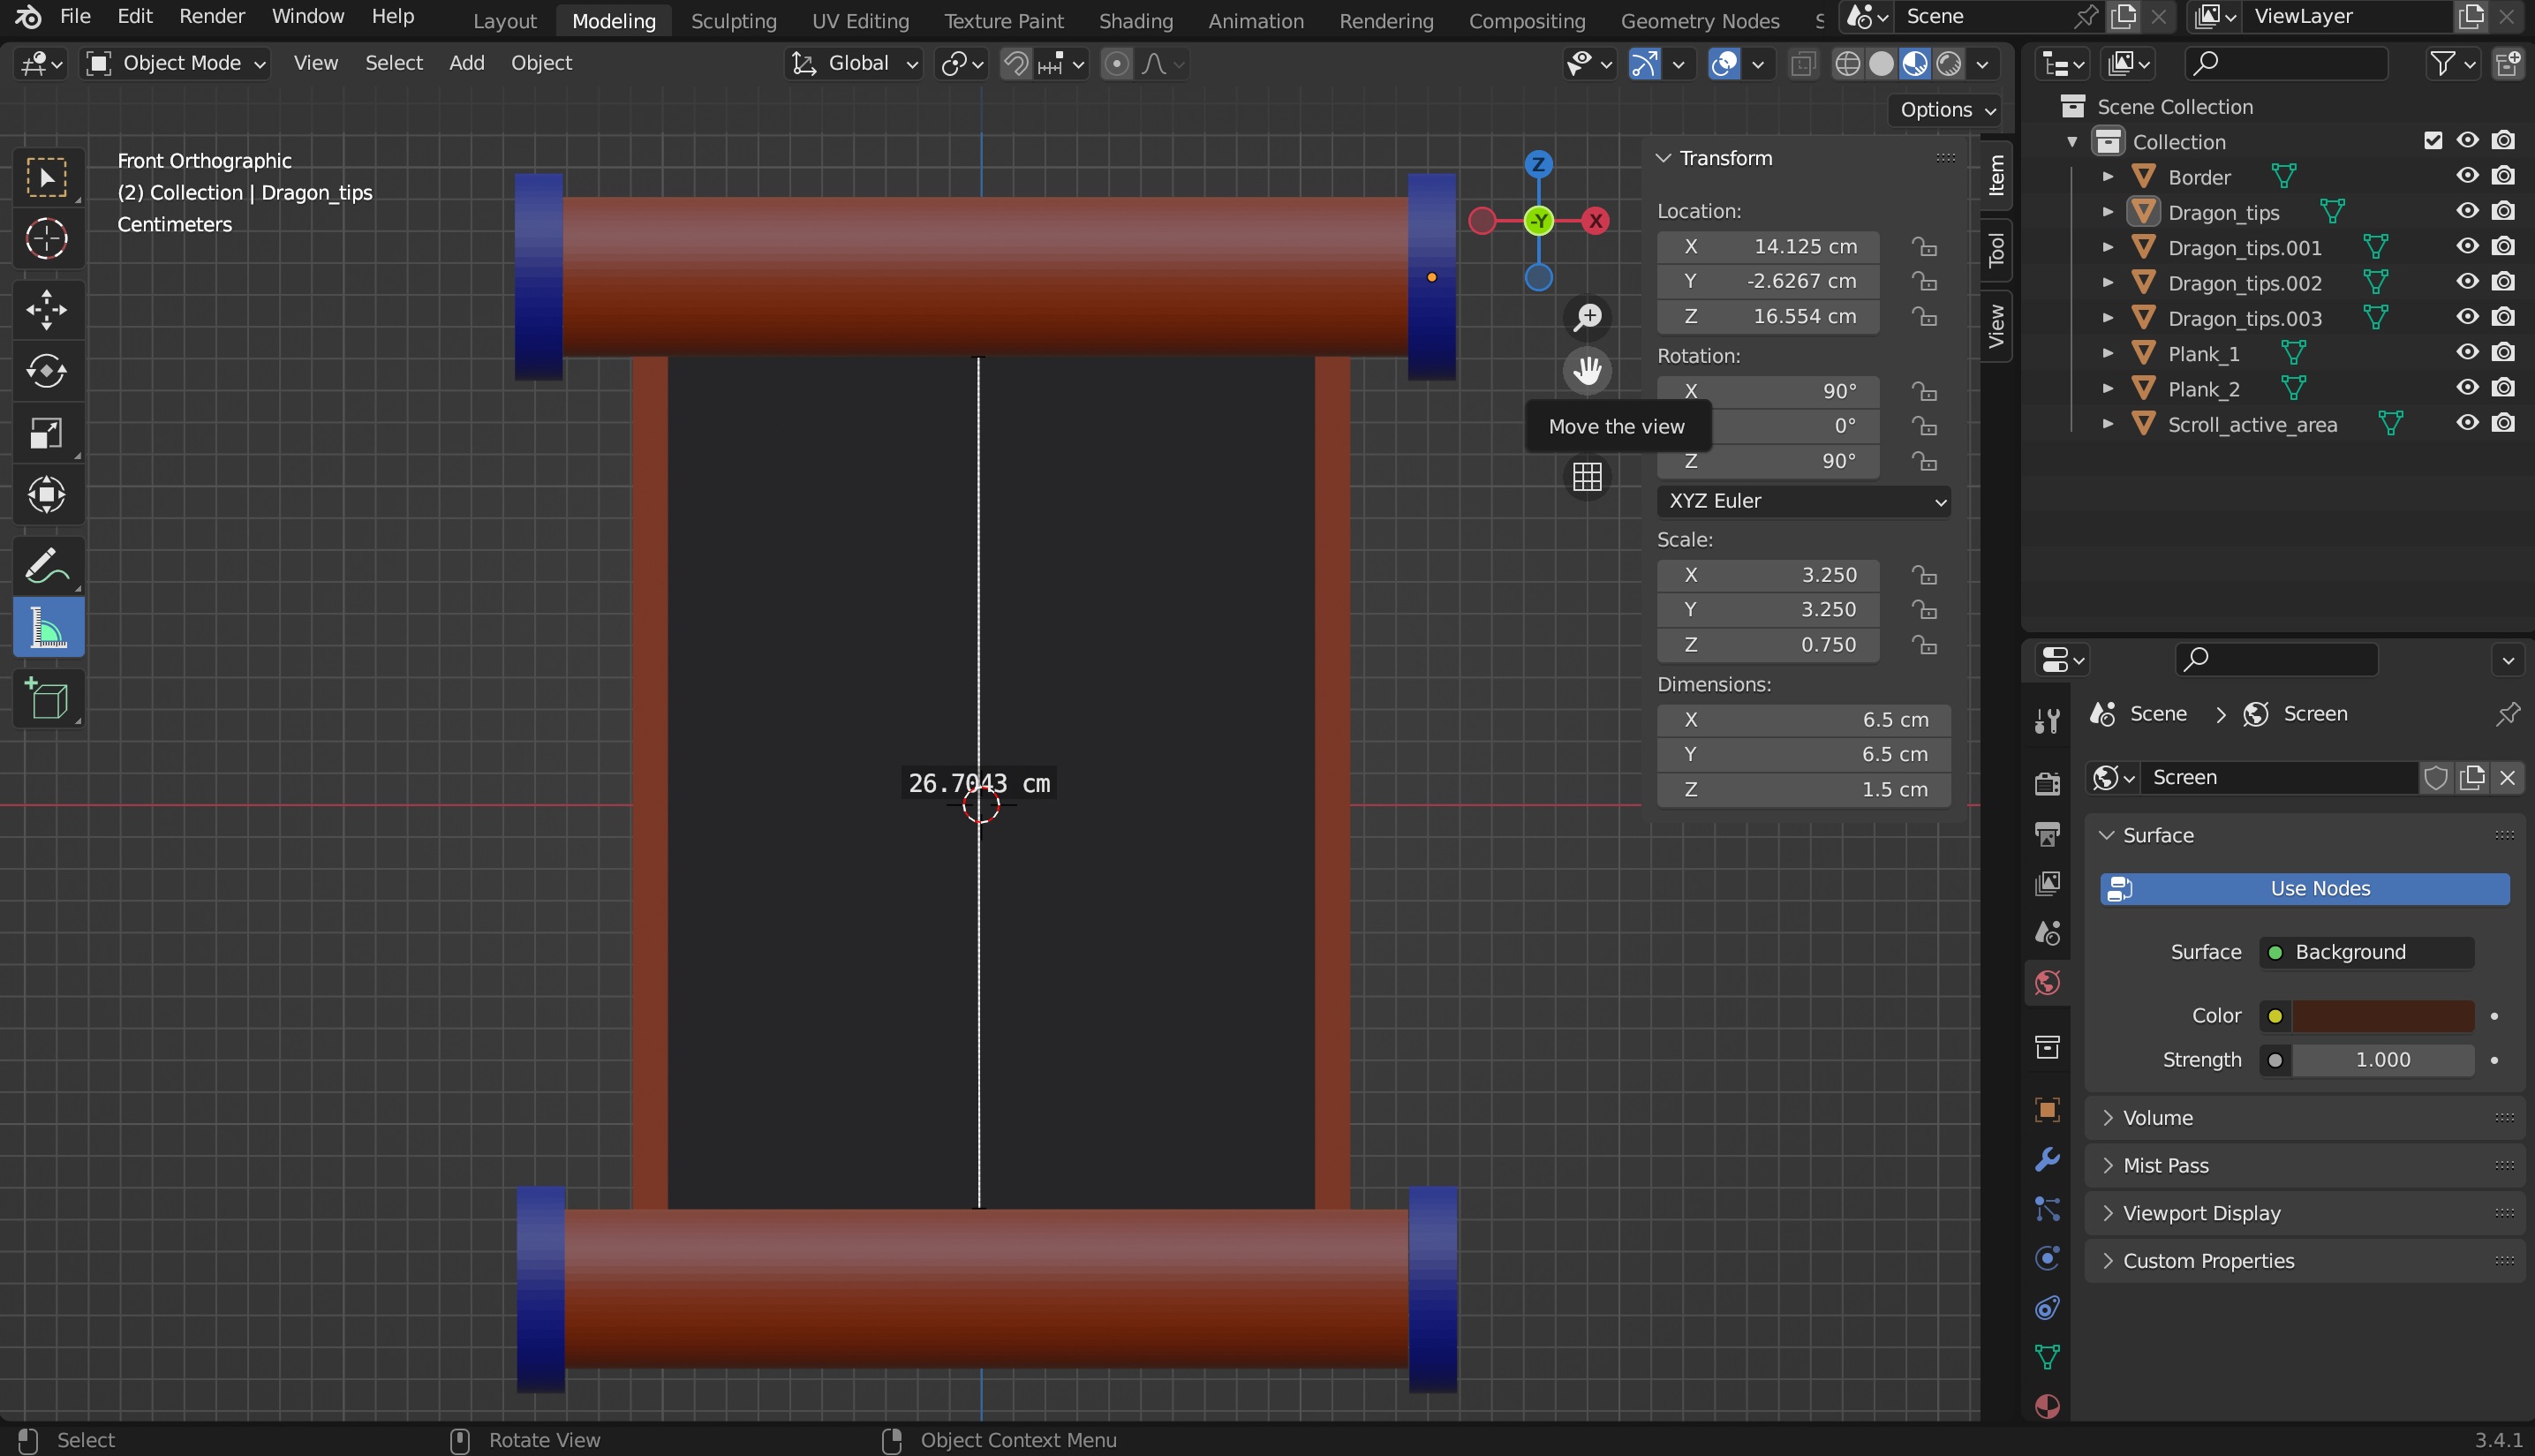 File Edit Render Window Help Layout Modeling Sculpting UV Editing Texture Paint Shading Animation Rendering Compositing Geometry Nodes S Scene ViewLayer
Object Mode View Select Add Object Global
Options
Front Orthographic
(2) Collection | Dragon_tips
Centimeters
26.7043 cm
Z
-Y
X
Move the view
Transform
Location:
X 14.125 cm
Y -2.6267 cm
Z 16.554 cm
Rotation:
X 90°
0°
Z 90°
XYZ Euler
Scale:
X 3.250
Y 3.250
Z 0.750
Dimensions:
X 6.5 cm
Y 6.5 cm
Z 1.5 cm
Item
Tool
View
Scene Collection
Collection
Border
Dragon_tips
Dragon_tips.001
Dragon_tips.002
Dragon_tips.003
Plank_1
Plank_2
Scroll_active_area
Scene Screen
Screen
Surface
Use Nodes
Surface Background
Color
Strength 1.000
Volume
Mist Pass
Viewport Display
Custom Properties
Select Rotate View Object Context Menu 3.4.1